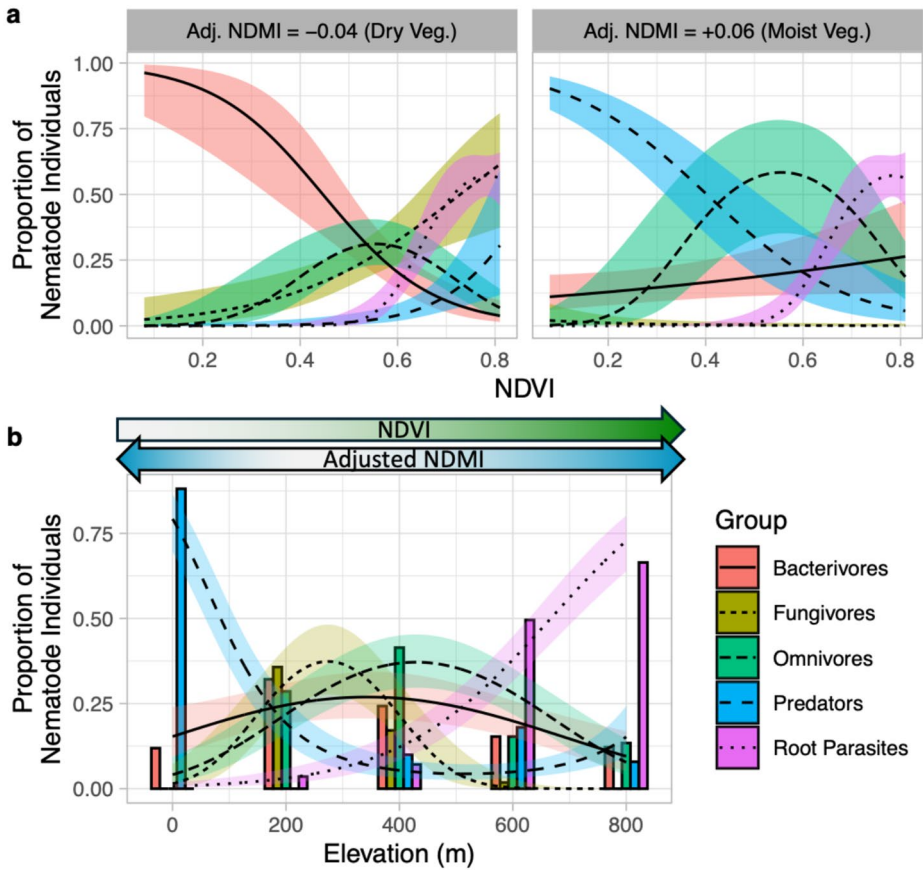 a
Adj. NDMI = −0.04 (Dry Veg.)
Adj. NDMI = +0.06 (Moist Veg.)
Proportion of
Nematode Individuals
1.00
0.75
0.50
0.25
0.00
0.2
0.4
0.6
0.8
0.2
0.4
0.6
0.8
NDVI
b
NDVI
Adjusted NDMI
Proportion of
Nematode Individuals
0.75
0.50
0.25
0.00
0
200
400
600
800
Elevation (m)
Group
Bacterivores
Fungivores
Omnivores
Predators
Root Parasites